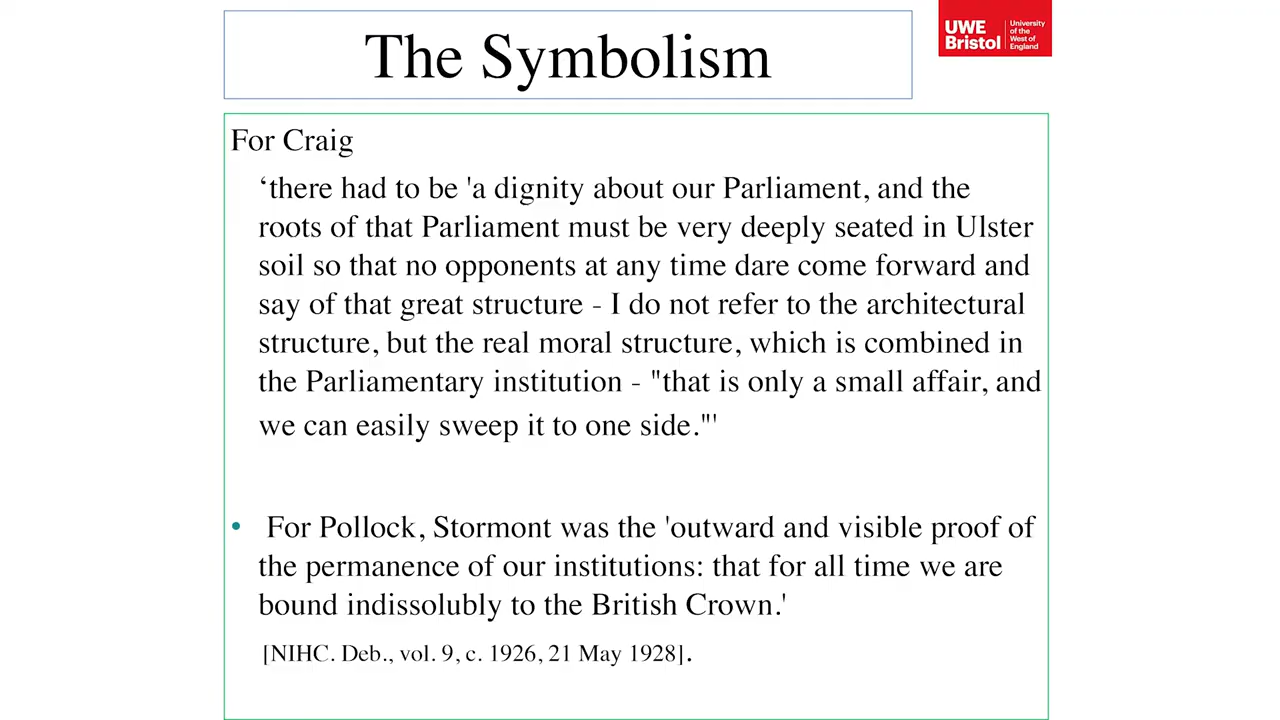 The Symbolism
UWE
Bristol
University
of the
West of
England
For Craig
‘there had to be 'a dignity about our Parliament, and the
roots of that Parliament must be very deeply seated in Ulster
soil so that no opponents at any time dare come forward and
say of that great structure - I do not refer to the architectural
structure, but the real moral structure, which is combined in
the Parliamentary institution - "that is only a small affair, and
we can easily sweep it to one side."'
• For Pollock, Stormont was the 'outward and visible proof of
the permanence of our institutions: that for all time we are
bound indissolubly to the British Crown.'
[NIHC. Deb., vol. 9, c. 1926, 21 May 1928].